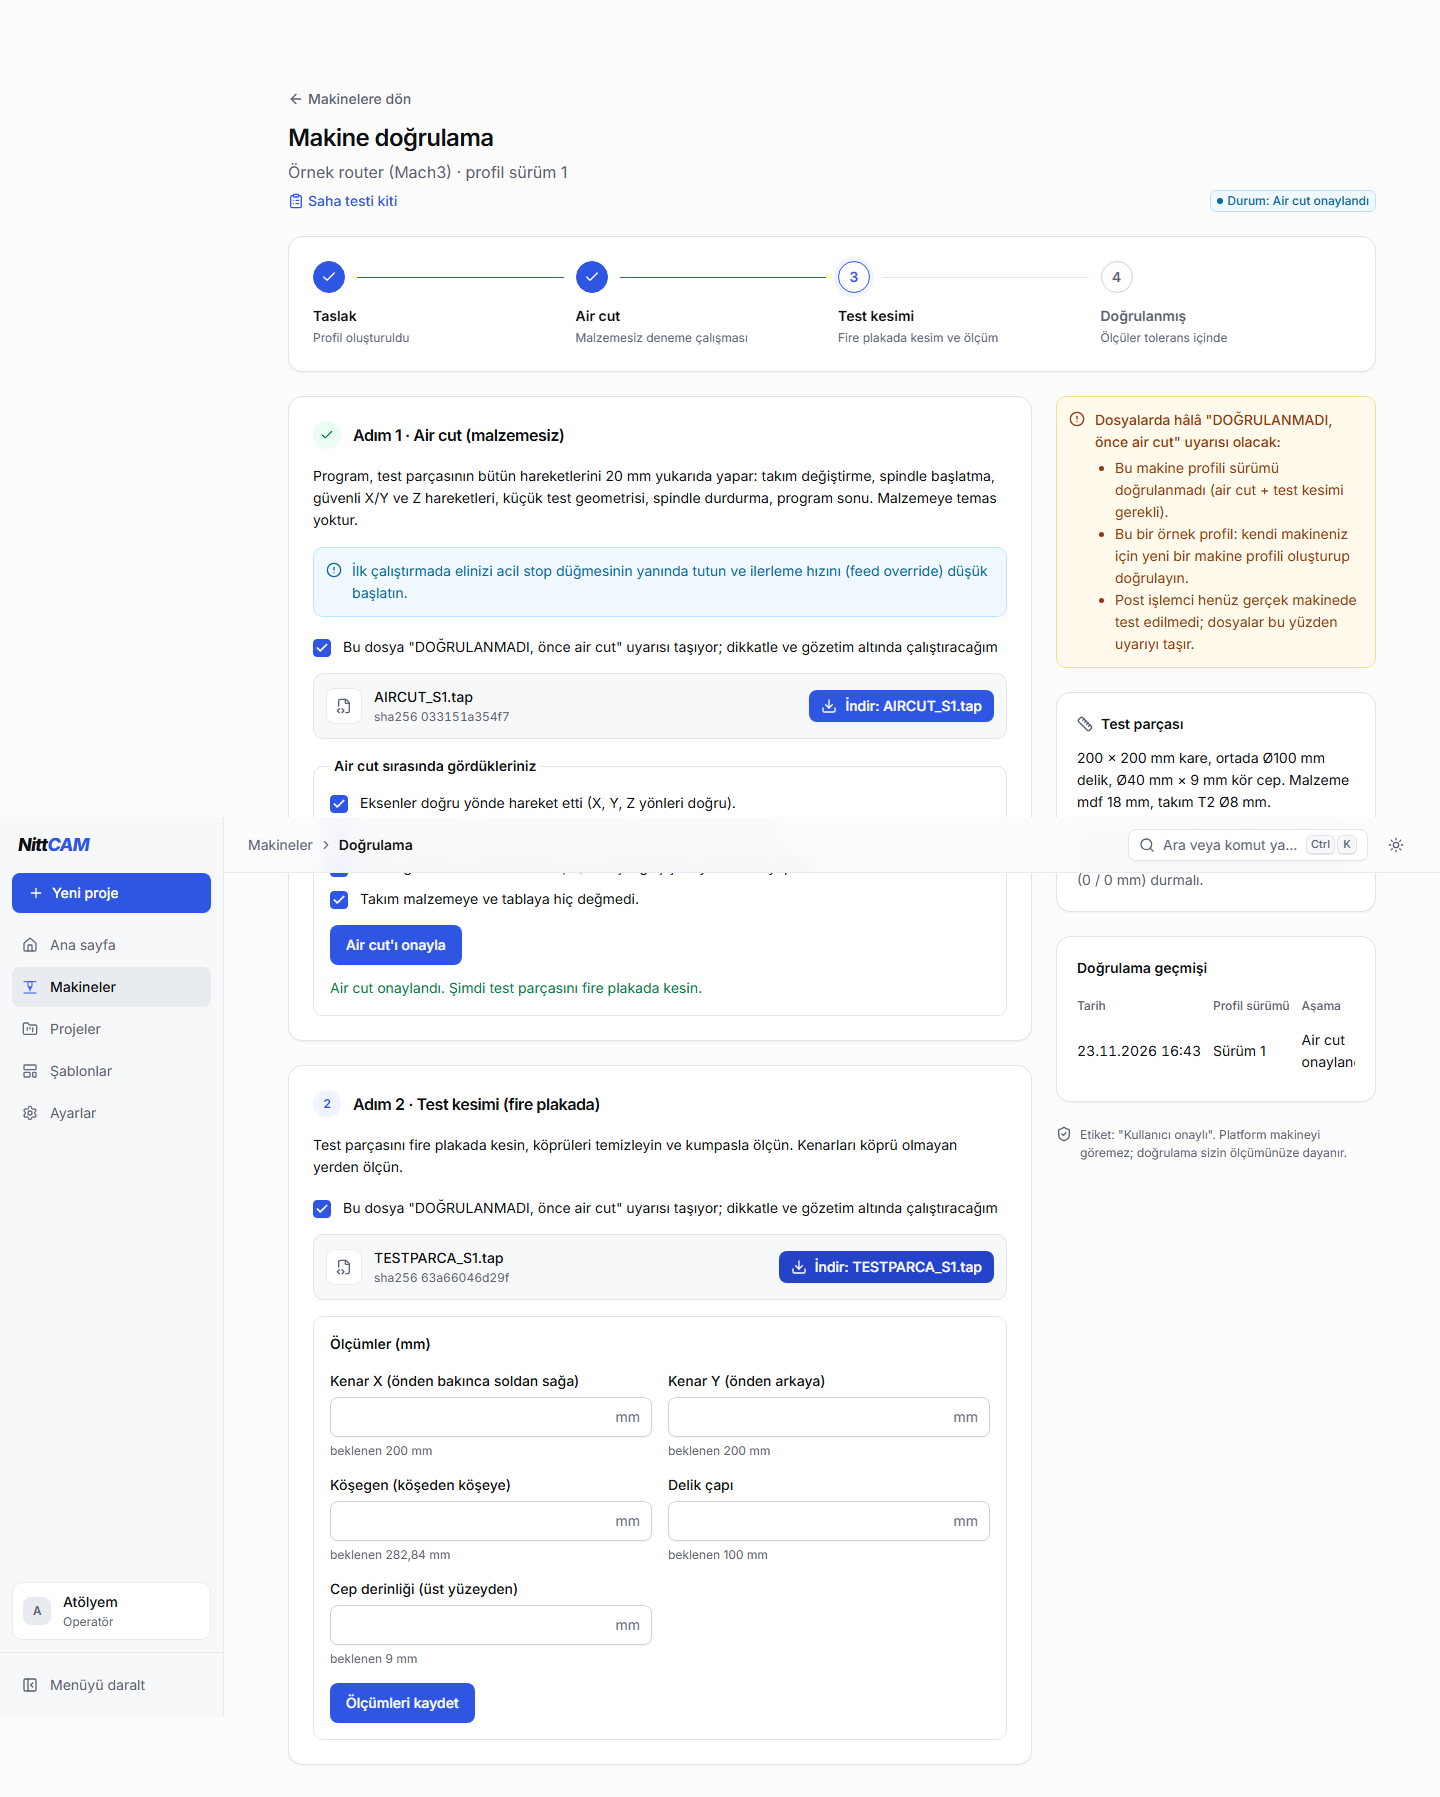 Makinelere dön
Makine doğrulama
Örnek router (Mach3) · profil sürüm 1
Saha testi kiti
Durum: Air cut onaylandı
Taslak
Profil oluşturuldu
Air cut
Malzemesiz deneme çalışması
3
Test kesimi
Fire plakada kesim ve ölçüm
4
Doğrulanmış
Ölçüler tolerans içinde
Adım 1 · Air cut (malzemesiz)
Program, test parçasının bütün hareketlerini 20 mm yukarıda yapar: takım değiştirme, spindle başlatma,
güvenli X/Y ve Z hareketleri, küçük test geometrisi, spindle durdurma, program sonu. Malzemeye temas
yoktur.
İlk çalıştırmada elinizi acil stop düğmesinin yanında tutun ve ilerleme hızını (feed override) düşük
başlatın.
Bu dosya "DOĞRULANMADI, önce air cut" uyarısı taşıyor; dikkatle ve gözetim altında çalıştıracağım
AIRCUT_S1.tap
sha256 033151a354f7
İndir: AIRCUT_S1.tap
Air cut sırasında gördükleriniz
Eksenler doğru yönde hareket etti (X, Y, Z yönleri doğru).
Takım malzemeye ve tablaya hiç değmedi.
Air cut'ı onayla
Air cut onaylandı. Şimdi test parçasını fire plakada kesin.
2
Adım 2 · Test kesimi (fire plakada)
Test parçasını fire plakada kesin, köprüleri temizleyin ve kumpasla ölçün. Kenarları köprü olmayan
yerden ölçün.
Bu dosya "DOĞRULANMADI, önce air cut" uyarısı taşıyor; dikkatle ve gözetim altında çalıştıracağım
TESTPARCA_S1.tap
sha256 63a66046d29f
İndir: TESTPARCA_S1.tap
Ölçümler (mm)
Kenar X (önden bakınca soldan sağa)
mm
beklenen 200 mm
Kenar Y (önden arkaya)
mm
beklenen 200 mm
Köşegen (köşeden köşeye)
mm
beklenen 282,84 mm
Delik çapı
mm
beklenen 100 mm
Cep derinliği (üst yüzeyden)
mm
beklenen 9 mm
Ölçümleri kaydet
Dosyalarda hâlâ "DOĞRULANMADI,
önce air cut" uyarısı olacak:
Bu makine profili sürümü
doğrulanmadı (air cut + test kesimi
gerekli).
Bu bir örnek profil: kendi makineniz
için yeni bir makine profili oluşturup
doğrulayın.
Post işlemci henüz gerçek makinede
test edilmedi; dosyalar bu yüzden
uyarıyı taşır.
Test parçası
200 × 200 mm kare, ortada Ø100 mm
delik, Ø40 mm × 9 mm kör cep. Malzeme
mdf 18 mm, takım T2 Ø8 mm.
(0 / 0 mm) durmalı.
Doğrulama geçmişi
Tarih Profil sürümü Aşama
23.11.2026 16:43 Sürüm 1 Air cut
Etiket: "Kullanıcı onaylı". Platform makineyi
göremez; doğrulama sizin ölçümünüze dayanır.
NittCAM
Makineler > Doğrulama
Ara veya komut ya... Ctrl K
+ Yeni proje
Ana sayfa
Makineler
Projeler
Şablonlar
Ayarlar
A
Atölyem
Operatör
Menüyü daralt